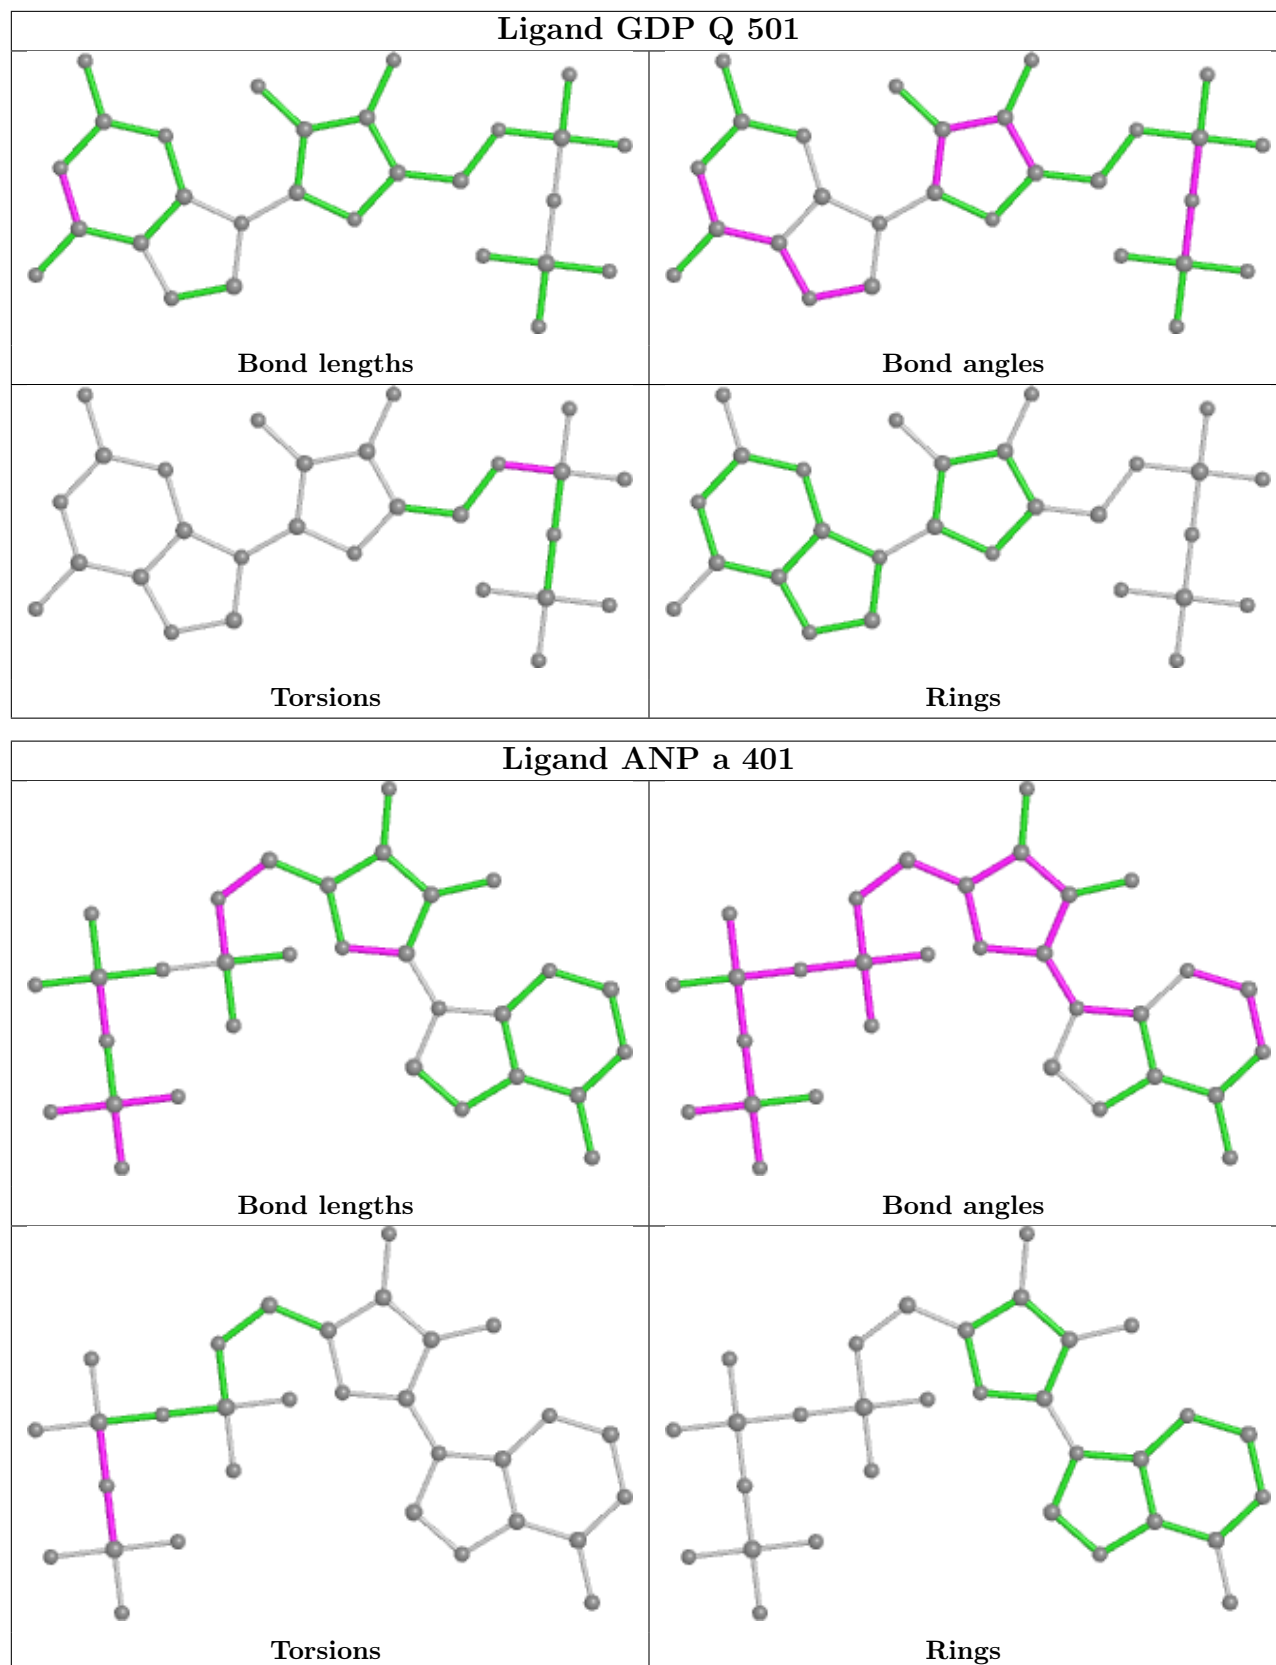 Ligand GDP Q 501
Bond lengths
Bond angles
Torsions
Rings
Ligand ANP a 401
Bond lengths
Bond angles
Torsions
Rings